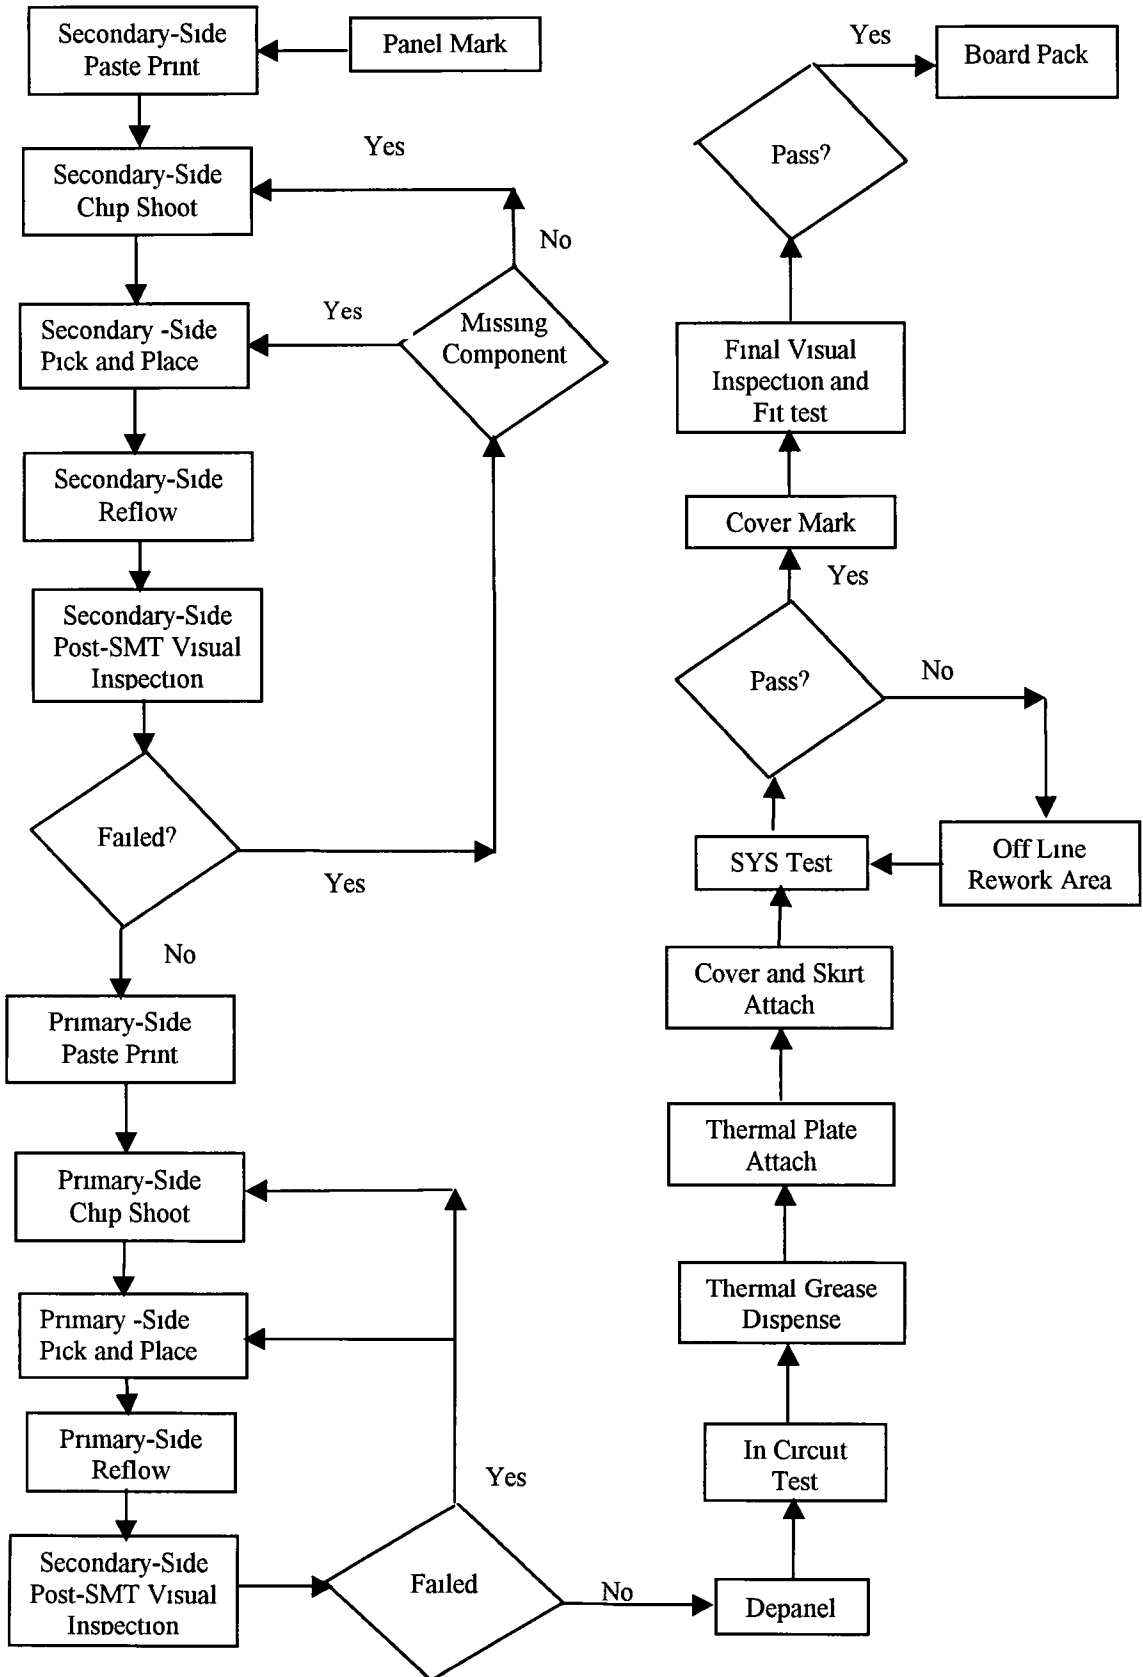 Secondary-Side
Paste Print
Panel Mark
Secondary-Side
Chip Shoot
Yes
No
Secondary -Side
Pick and Place
Yes
Missing
Component
Secondary-Side
Reflow
Secondary-Side
Post-SMT Visual
Inspection
Failed?
Yes
No
Primary-Side
Paste Print
Primary-Side
Chip Shoot
Primary -Side
Pick and Place
Primary-Side
Reflow
Yes
Secondary-Side
Post-SMT Visual
Inspection
Failed
No
Depanel
In Circuit
Test
Thermal Grease
Dispense
Thermal Plate
Attach
Cover and Skirt
Attach
SYS Test
Off Line
Rework Area
Pass?
No
Yes
Cover Mark
Final Visual
Inspection and
Fit test
Pass?
Yes
Board Pack